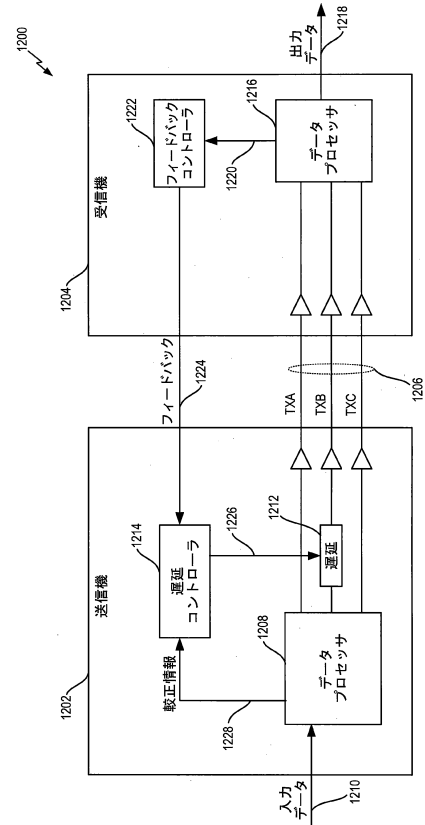 1200
送信機
1202
受信機
1204
遅延
コントローラ
1214
フィードバック
1224
フィードバック
コントローラ
1222
較正情報
1228
1226
1220
入力
データ
1210
データ
プロセッサ
1208
遅延
1212
TXA
TXB
TXC
1206
データ
プロセッサ
1216
出力
データ
1218